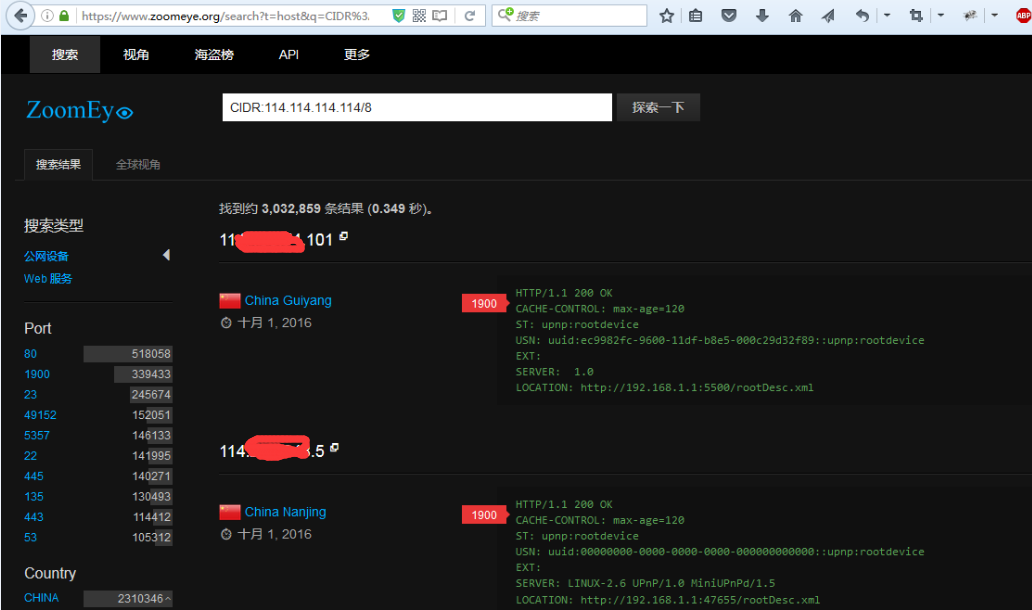 https://www.zoomeye.org/search?t=host&q=CIDR%3.
搜索
ABP
搜索 视角 海盗榜 API 更多
ZoomEye
CIDR:114.114.114.114/8
探索一下
搜索结果 全球视角
找到约 3,032,859 条结果 (0.349 秒)。
搜索类型
公网设备
Web 服务
Port
80 518058
1900 339433
23 245674
49152 152051
5357 146133
22 141995
445 140271
135 130493
443 114412
53 105312
Country
CHINA 2310346
11 .101
China Guiyang
十月 1, 2016
1900
HTTP/1.1 200 OK
CACHE-CONTROL: max-age=120
ST: upnp:rootdevice
USN: uuid:ec9982fc-9600-11df-b8e5-000c29d32f89::upnp:rootdevice
EXT:
SERVER: 1.0
LOCATION: http://192.168.1.1:5500/rootDesc.xml
114. .5
China Nanjing
十月 1, 2016
1900
HTTP/1.1 200 OK
CACHE-CONTROL: max-age=120
ST: upnp:rootdevice
USN: uuid:00000000-0000-0000-0000-000000000000::upnp:rootdevice
EXT:
SERVER: LINUX-2.6 UPnP/1.0 MiniUPnPd/1.5
LOCATION: http://192.168.1.1:47655/rootDesc.xml